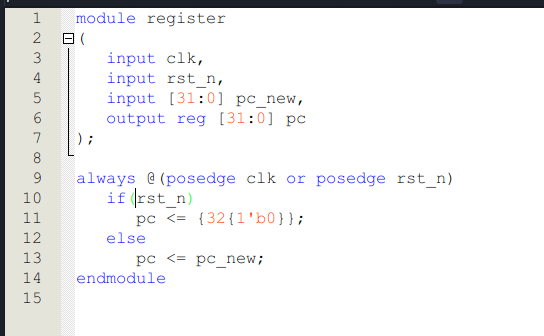 1 module register
2 (
3 input clk,
4 input rst_n,
5 input [31:0] pc_new,
6 output reg [31:0] pc
7 );
8
9 always @(posedge clk or posedge rst_n)
10 if(rst_n)
11 pc <= {32{1'b0}};
12 else
13 pc <= pc_new;
14 endmodule
15